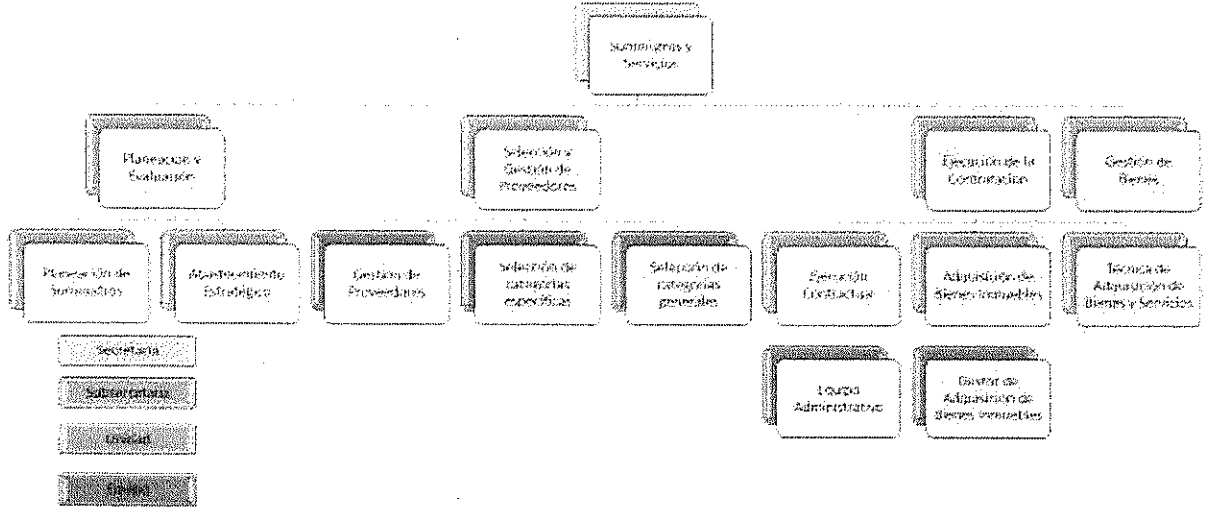 Suministros y
Servicios
Planeación y
Evaluación
Selección y
Gestión de
Proveedores
Ejecución de la
Contratación
Gestión de
Bienes
Planeación de
Suministros
Abastecimiento
Estratégico
Gestión de
Proveedores
Selección de
categorías
específicas
Selección de
categorías
generales
Ejecución
Contractual
Adquisición de
Bienes Inmuebles
Técnica de
Adquisición de
Bienes y Servicios
Secretaría
Subsecretaría
Unidad
Equipo
Equipo
Administrativo
Gestor de
Adquisición de
Bienes Inmuebles